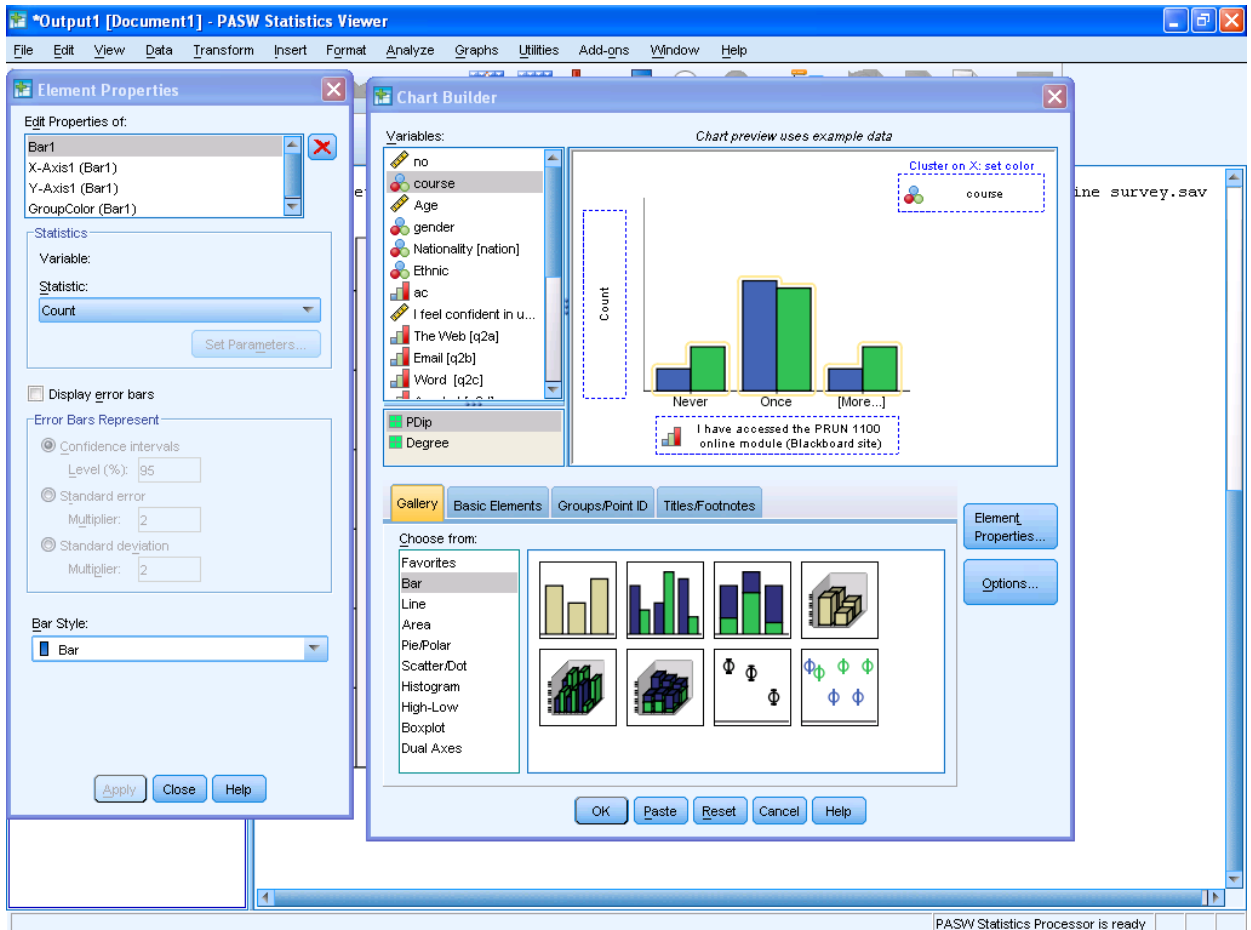 *Output1 [Document1] - PASW Statistics Viewer
File Edit View Data Transform Insert Format Analyze Graphs Utilities Add-ons Window Help
Element Properties
Edit Properties of:
Bar1
X-Axis1 (Bar1)
Y-Axis1 (Bar1)
GroupColor (Bar1)
Statistics
Variable:
Statistic:
Count
Set Parameters...
Display error bars
Error Bars Represent
Confidence intervals
Level (%): 95
Standard error
Multiplier: 2
Standard deviation
Multiplier: 2
Bar Style:
Bar
Apply Close Help
Chart Builder
Variables:
no
course
Age
gender
Nationality [nation]
Ethnic
ac
I feel confident in u...
The Web [q2a]
Email [q2b]
Word [q2c]
PDip
Degree
Chart preview uses example data
Cluster on X: set color
course
Count
Never Once [More...]
I have accessed the PRUN 1100
online module (Blackboard site)
ine survey.sav
Gallery Basic Elements Groups/Point ID Titles/Footnotes
Choose from:
Favorites
Bar
Line
Area
Pie/Polar
Scatter/Dot
Histogram
High-Low
Boxplot
Dual Axes
Element Properties...
Options...
OK Paste Reset Cancel Help
PASW Statistics Processor is ready